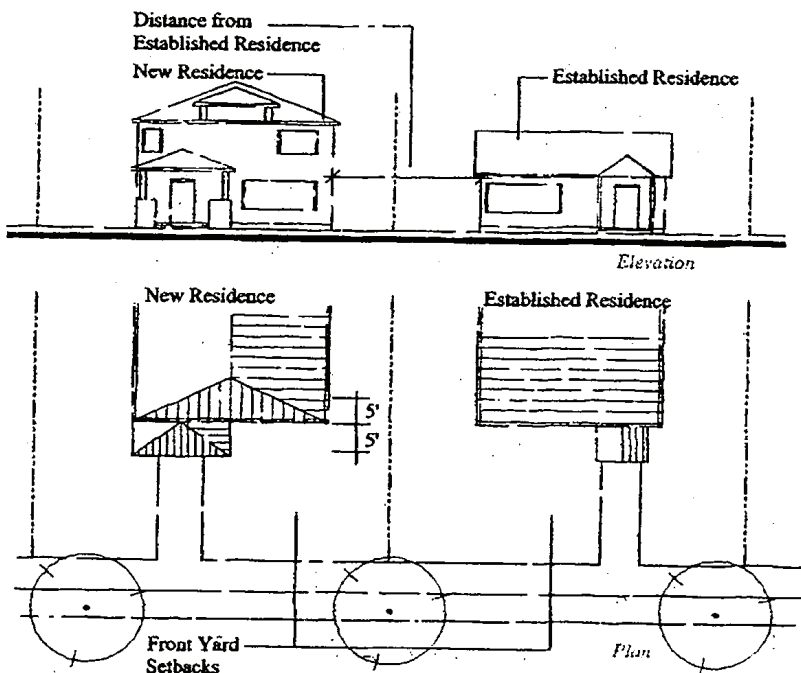 Distance from
Established Residence
New Residence
Established Residence
Elevation
New Residence
Established Residence
5'
5'
Front Yard
Setbacks
Plan